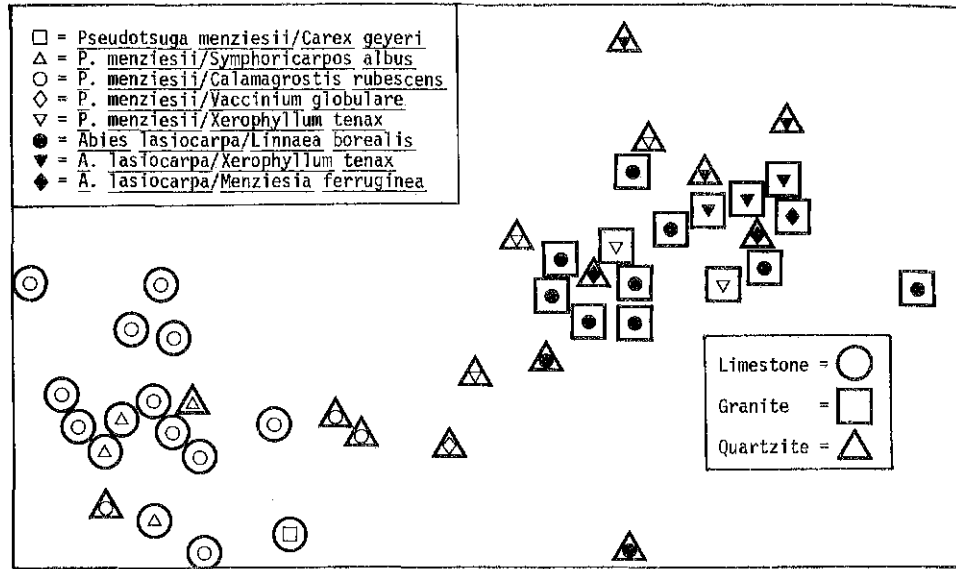 □ = Pseudotsuga menziesii/Carex geyeri
△ = P. menziesii/Symphoricarpos albus
○ = P. menziesii/Calamagrostis rubescens
◇ = P. menziesii/Vaccinium globulare
▽ = P. menziesii/Xerophyllum tenax
● = Abies lasiocarpa/Linnaea borealis
▼ = A. lasiocarpa/Xerophyllum tenax
◆ = A. lasiocarpa/Menziesia ferruginea
Limestone = ○
Granite = □
Quartzite = △